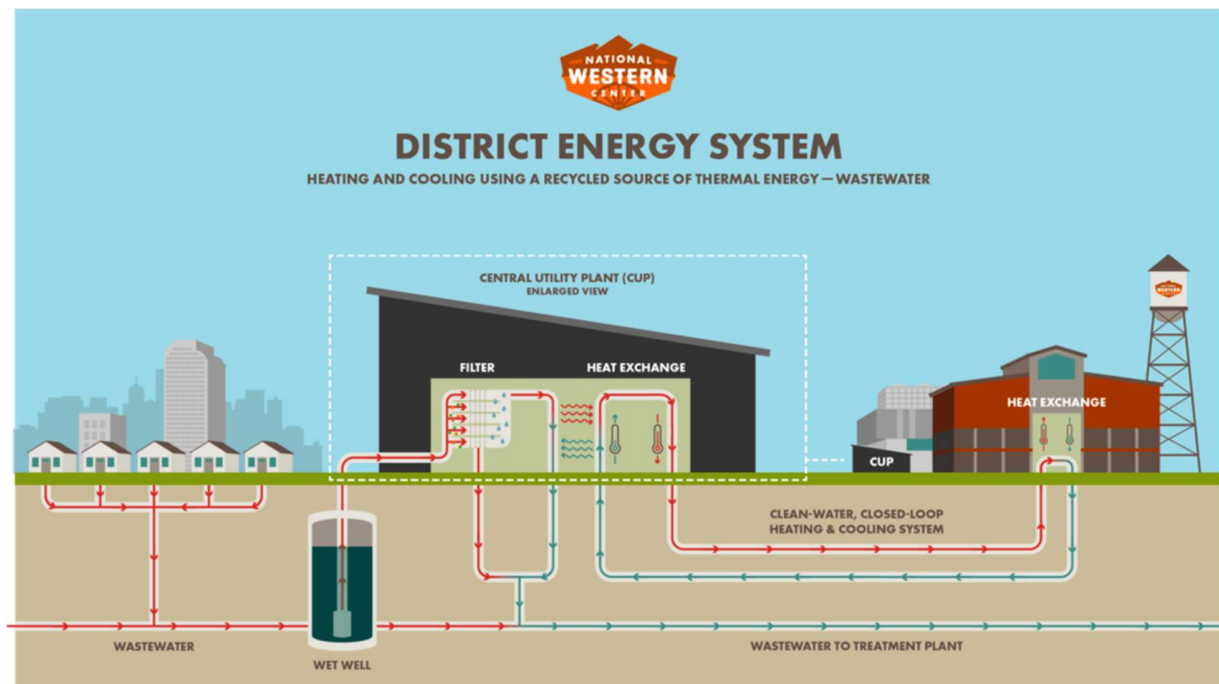 NATIONAL
WESTERN
CENTER
DISTRICT ENERGY SYSTEM
HEATING AND COOLING USING A RECYCLED SOURCE OF THERMAL ENERGY — WASTEWATER
CENTRAL UTILITY PLANT (CUP)
ENLARGED VIEW
FILTER
HEAT EXCHANGE
WESTERN
HEAT EXCHANGE
CUP
CLEAN-WATER, CLOSED-LOOP
HEATING & COOLING SYSTEM
WASTEWATER
WET WELL
WASTEWATER TO TREATMENT PLANT